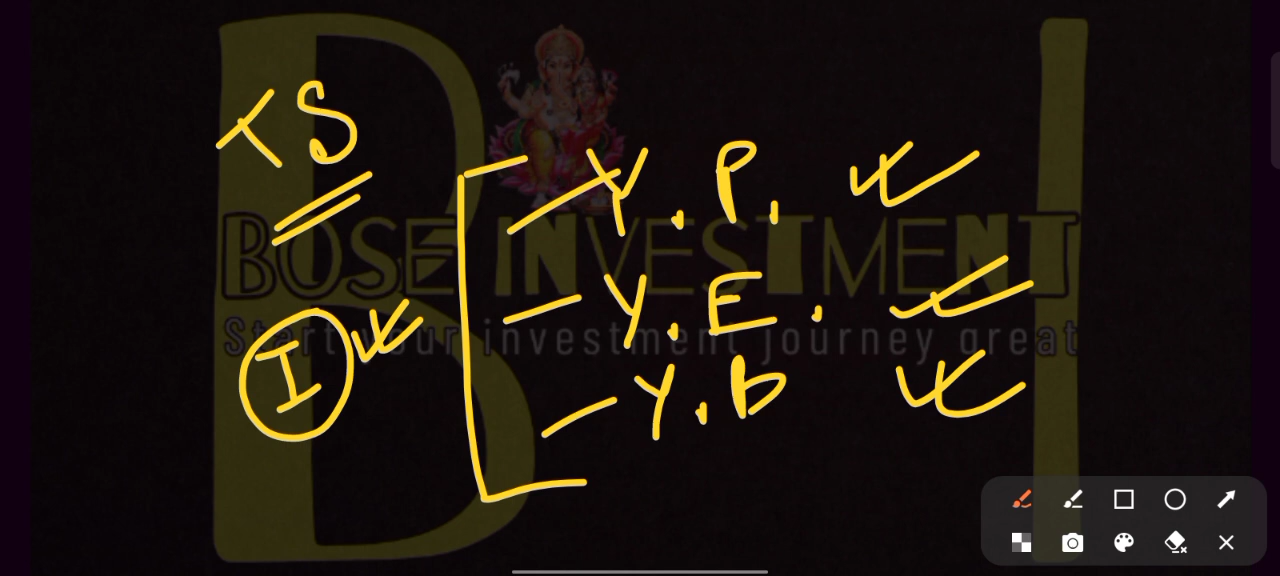 TS
Y. P.
BOSE INVESTMENT
Y. E.
Start your investment journey great
I
Y. B